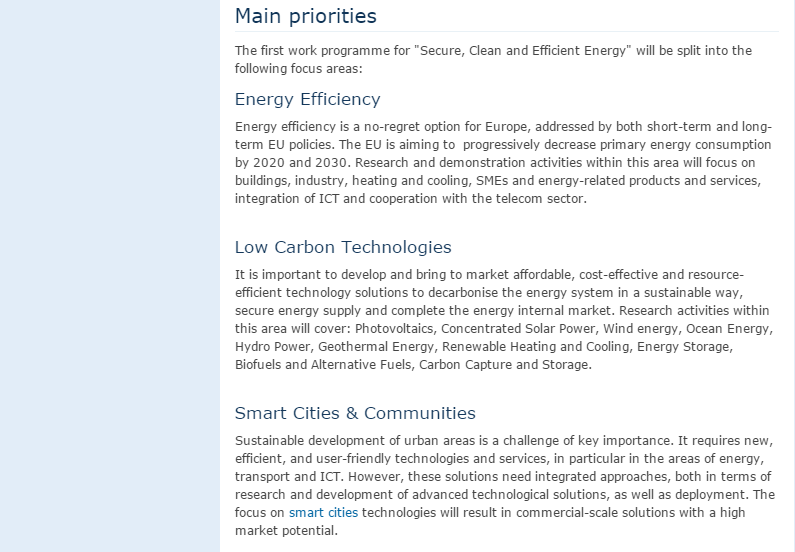 Main priorities
The first work programme for "Secure, Clean and Efficient Energy" will be split into the
following focus areas:
Energy Efficiency
Energy efficiency is a no-regret option for Europe, addressed by both short-term and long-
term EU policies. The EU is aiming to  progressively decrease primary energy consumption
by 2020 and 2030. Research and demonstration activities within this area will focus on
buildings, industry, heating and cooling, SMEs and energy-related products and services,
integration of ICT and cooperation with the telecom sector.
Low Carbon Technologies
It is important to develop and bring to market affordable, cost-effective and resource-
efficient technology solutions to decarbonise the energy system in a sustainable way,
secure energy supply and complete the energy internal market. Research activities within
this area will cover: Photovoltaics, Concentrated Solar Power, Wind energy, Ocean Energy,
Hydro Power, Geothermal Energy, Renewable Heating and Cooling, Energy Storage,
Biofuels and Alternative Fuels, Carbon Capture and Storage.
Smart Cities & Communities
Sustainable development of urban areas is a challenge of key importance. It requires new,
efficient, and user-friendly technologies and services, in particular in the areas of energy,
transport and ICT. However, these solutions need integrated approaches, both in terms of
research and development of advanced technological solutions, as well as deployment. The
focus on smart cities technologies will result in commercial-scale solutions with a high
market potential.